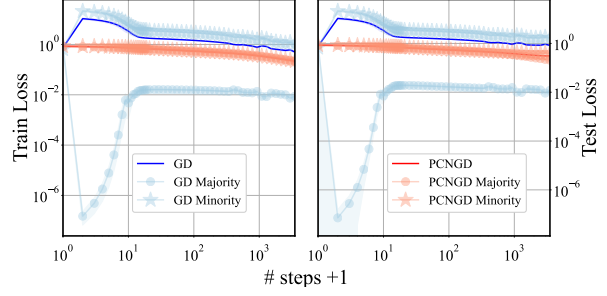 Train Loss
10^0
10^-2
10^-4
10^-6
GD
GD Majority
GD Minority
10^0 10^1 10^2 10^3
PCNGD
PCNGD Majority
PCNGD Minority
10^0 10^1 10^2 10^3
10^0
10^-2
10^-4
10^-6
Test Loss
# steps +1